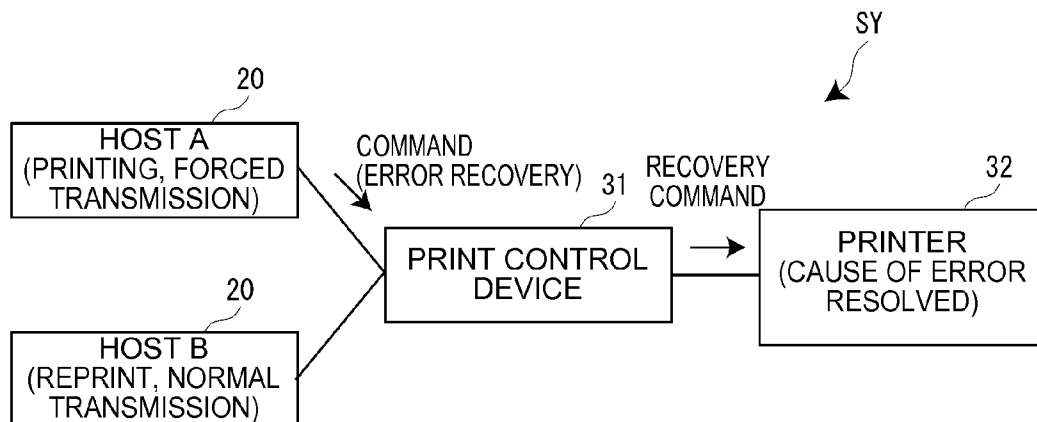 SY
20
HOST A
(PRINTING, FORCED
TRANSMISSION)
COMMAND
(ERROR RECOVERY)
RECOVERY
COMMAND
31
PRINT CONTROL
DEVICE
32
PRINTER
(CAUSE OF ERROR
RESOLVED)
20
HOST B
(REPRINT, NORMAL
TRANSMISSION)